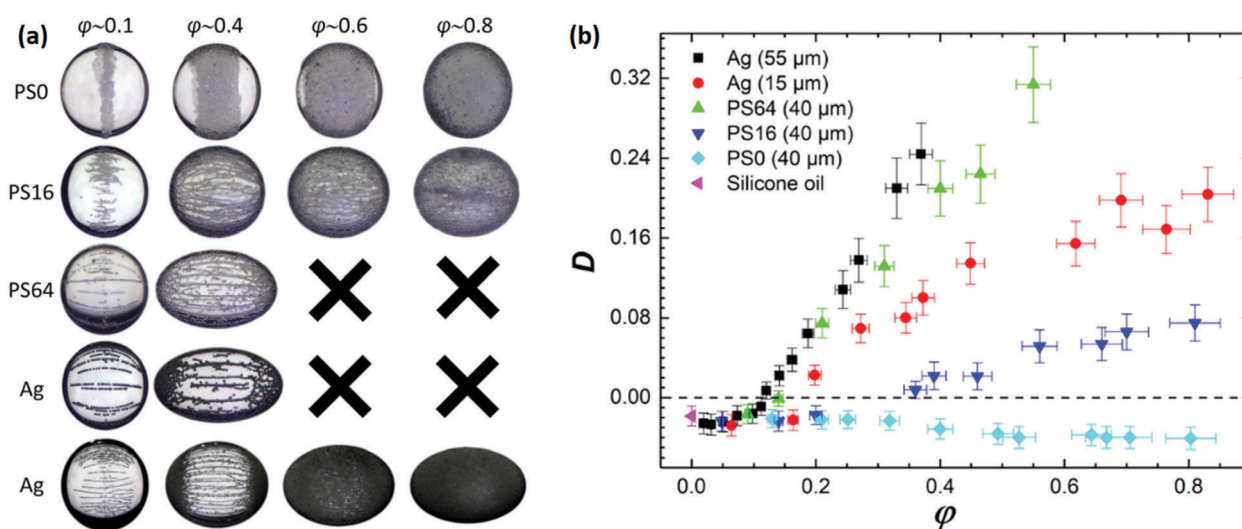 (a)
φ~0.1 φ~0.4 φ~0.6 φ~0.8
PS0
PS16
PS64
Ag
Ag
(b)
Ag (55 μm)
Ag (15 μm)
PS64 (40 μm)
PS16 (40 μm)
PS0 (40 μm)
Silicone oil
D
0.32
0.24
0.16
0.08
0.00
0.0 0.2 0.4 0.6 0.8
φ